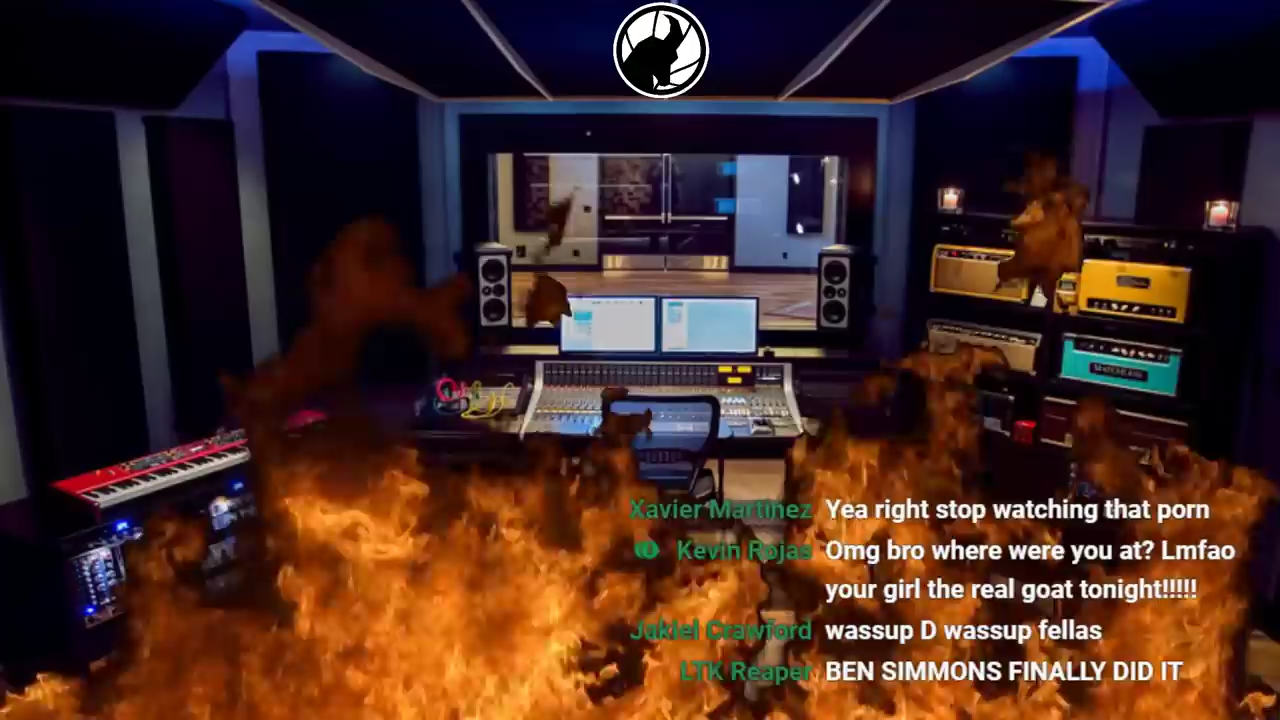 Xavier Martinez Yea right stop watching that porn
Kevin Rojas Omg bro where were you at? Lmfao
your girl the real goat tonight!!!!!
Jakiel Crawford wassup D wassup fellas
LTK Reaper BEN SIMMONS FINALLY DID IT